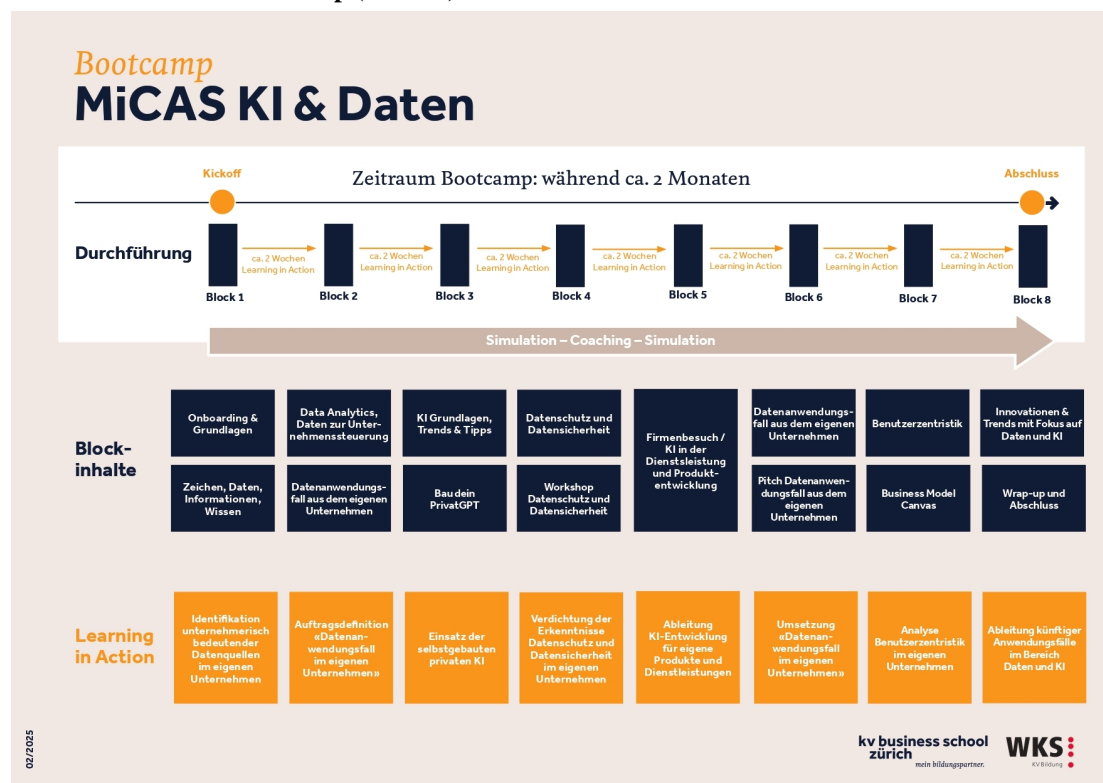 Bootcamp
MiCAS KI & Daten
Kickoff
Zeitraum Bootcamp: während ca. 2 Monaten
Abschluss
Durchführung
ca. 2 Wochen
Learning in Action
ca. 2 Wochen
Learning in Action
ca. 2 Wochen
Learning in Action
ca. 2 Wochen
Learning in Action
ca. 2 Wochen
Learning in Action
ca. 2 Wochen
Learning in Action
ca. 2 Wochen
Learning in Action
Block 1
Block 2
Block 3
Block 4
Block 5
Block 6
Block 7
Block 8
Simulation – Coaching – Simulation
Block-
inhalte
Onboarding &
Grundlagen
Data Analytics,
Daten zur Unter-
nehmenssteuerung
KI Grundlagen,
Trends & Tipps
Datenschutz und
Datensicherheit
Firmenbesuch /
KI in der
Dienstleistung
und Produkt-
entwicklung
Datenanwendungs-
fall aus dem eigenen
Unternehmen
Benutzerzentristik
Innovationen &
Trends mit Fokus auf
Daten und KI
Zeichen, Daten,
Informationen,
Wissen
Datenanwendungs-
fall aus dem eigenen
Unternehmen
Bau dein
PrivatGPT
Workshop
Datenschutz und
Datensicherheit
Pitch Datenanwen-
dungsfall aus dem
eigenen
Unternehmen
Business Model
Canvas
Wrap-up und
Abschluss
Learning
in Action
Identifikation
unternehmerisch
bedeutender
Datenquellen
im eigenen
Unternehmen
Auftragsdefinition
«Datenan-
wendungsfall
im eigenen
Unternehmen»
Einsatz der
selbstgebauten
privaten KI
Verdichtung der
Erkenntnisse
Datenschutz und
Datensicherheit
im eigenen
Unternehmen
Ableitung
KI-Entwicklung
für eigene
Produkte und
Dienstleistungen
Umsetzung
«Datenan-
wendungsfall
im eigenen
Unternehmen»
Analyse
Benutzerzentristik
im eigenen
Unternehmen
Ableitung künftiger
Anwendungsfälle
im Bereich
Daten und KI
02/2025
kv business school
zürich
mein bildungspartner.
WKS
KV Bildung